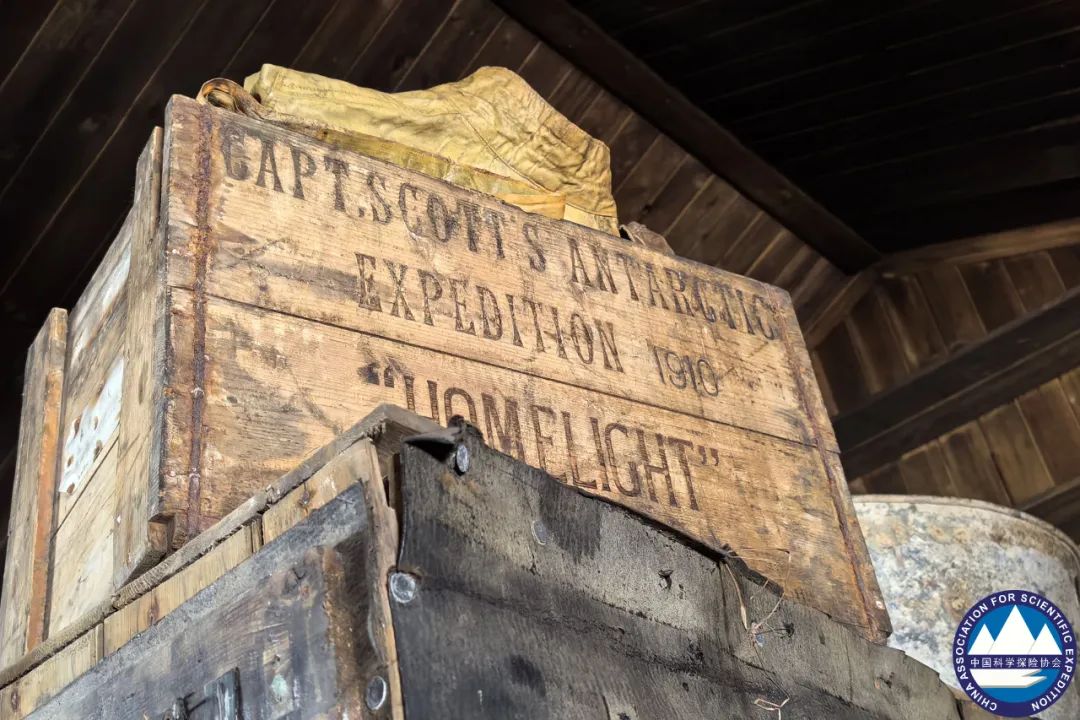 CAPT. SCOTT'S ANTARCTIC
EXPEDITION 1910
"HOMELIGHT"
CHINA ASSOCIATION FOR SCIENTIFIC EXPEDITION
中国科学探险协会